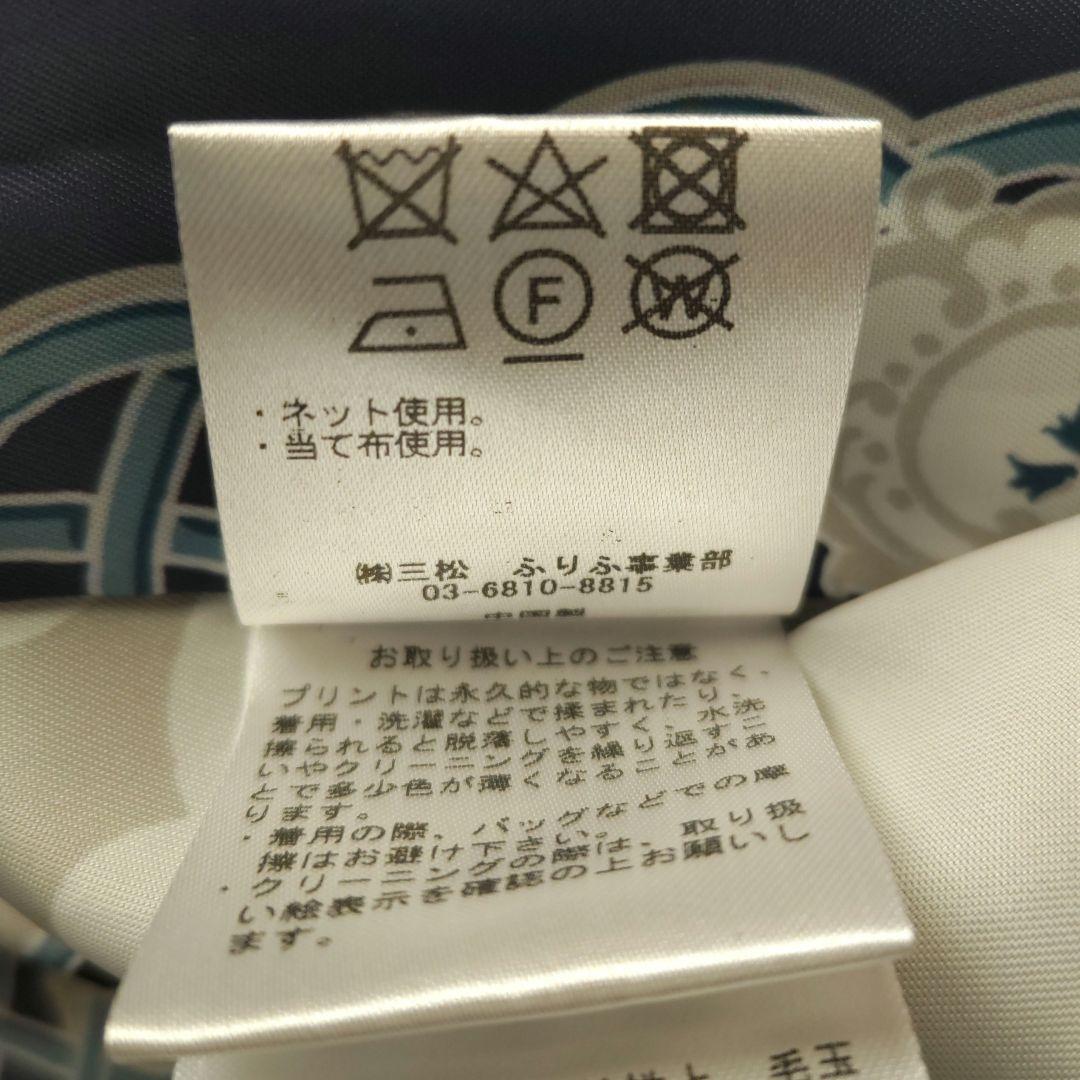 F
W
・ネット使用。
・当て布使用。
㈱三松 ふりふ事業部
03-6810-8815
中国製
お取り扱い上のご注意
プリントは永久的な物ではなく、
着用・洗濯などで揉まれたり、
擦られると脱落しやすく、水洗
いやクリーニングを繰り返すこ
とで多少色が薄くなることがあ
ります。
・着用の際、バッグなどでの摩
擦はお避け下さい。
・クリーニングの際は、取り扱
い絵表示を確認の上お願いし
ます。
毛玉